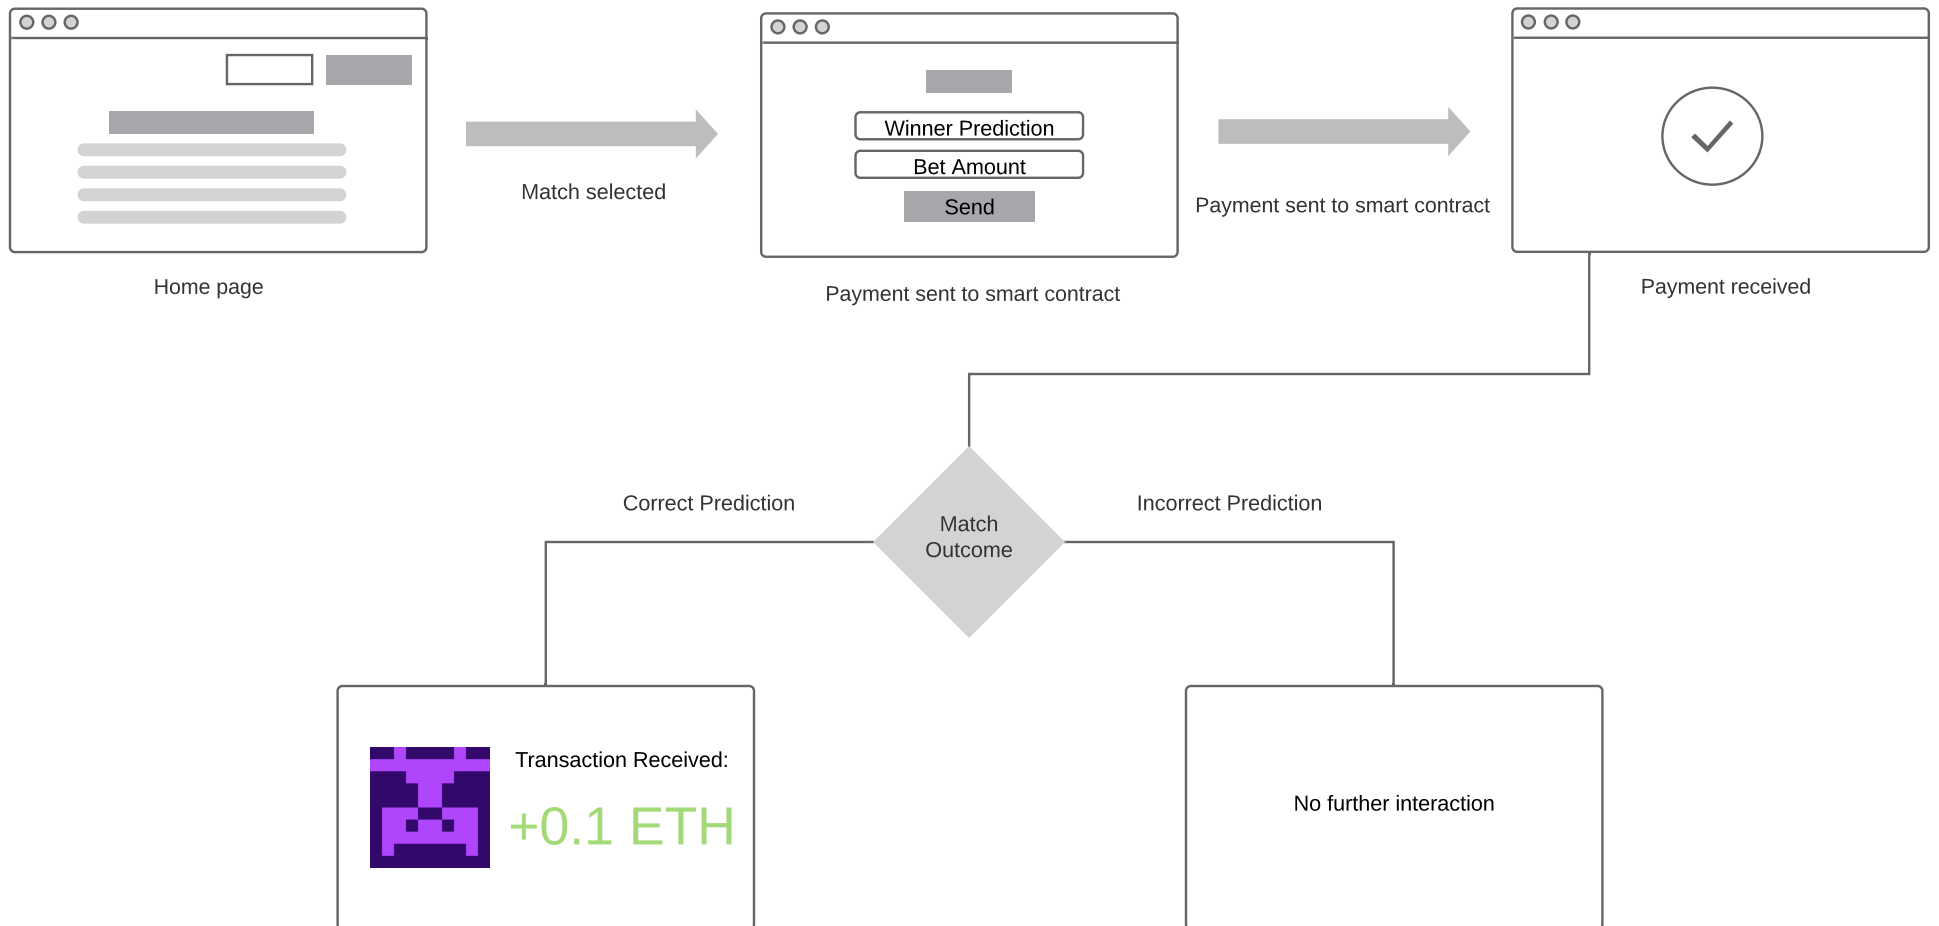 Winner Prediction
Bet Amount
Send
Match selected
Payment sent to smart contract
Home page
Payment sent to smart contract
Payment received
Correct Prediction
Incorrect Prediction
Match
Outcome
Transaction Received:
+0.1 ETH
No further interaction